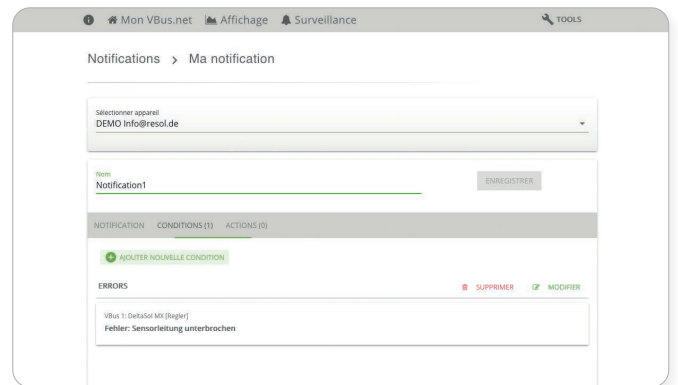 Mon VBus.net Affichage Surveillance TOOLS
Notifications > Ma notification
Sélectionner appareil
DEMO Info@resol.de
Nom
Notification1
ENREGISTRER
NOTIFICATION CONDITIONS (1) ACTIONS (0)
AJOUTER NOUVELLE CONDITION
ERRORS SUPPRIMER MODIFIER
VBus 1: DeltaSol MX [Regler]
Fehler: Sensorleitung unterbrochen